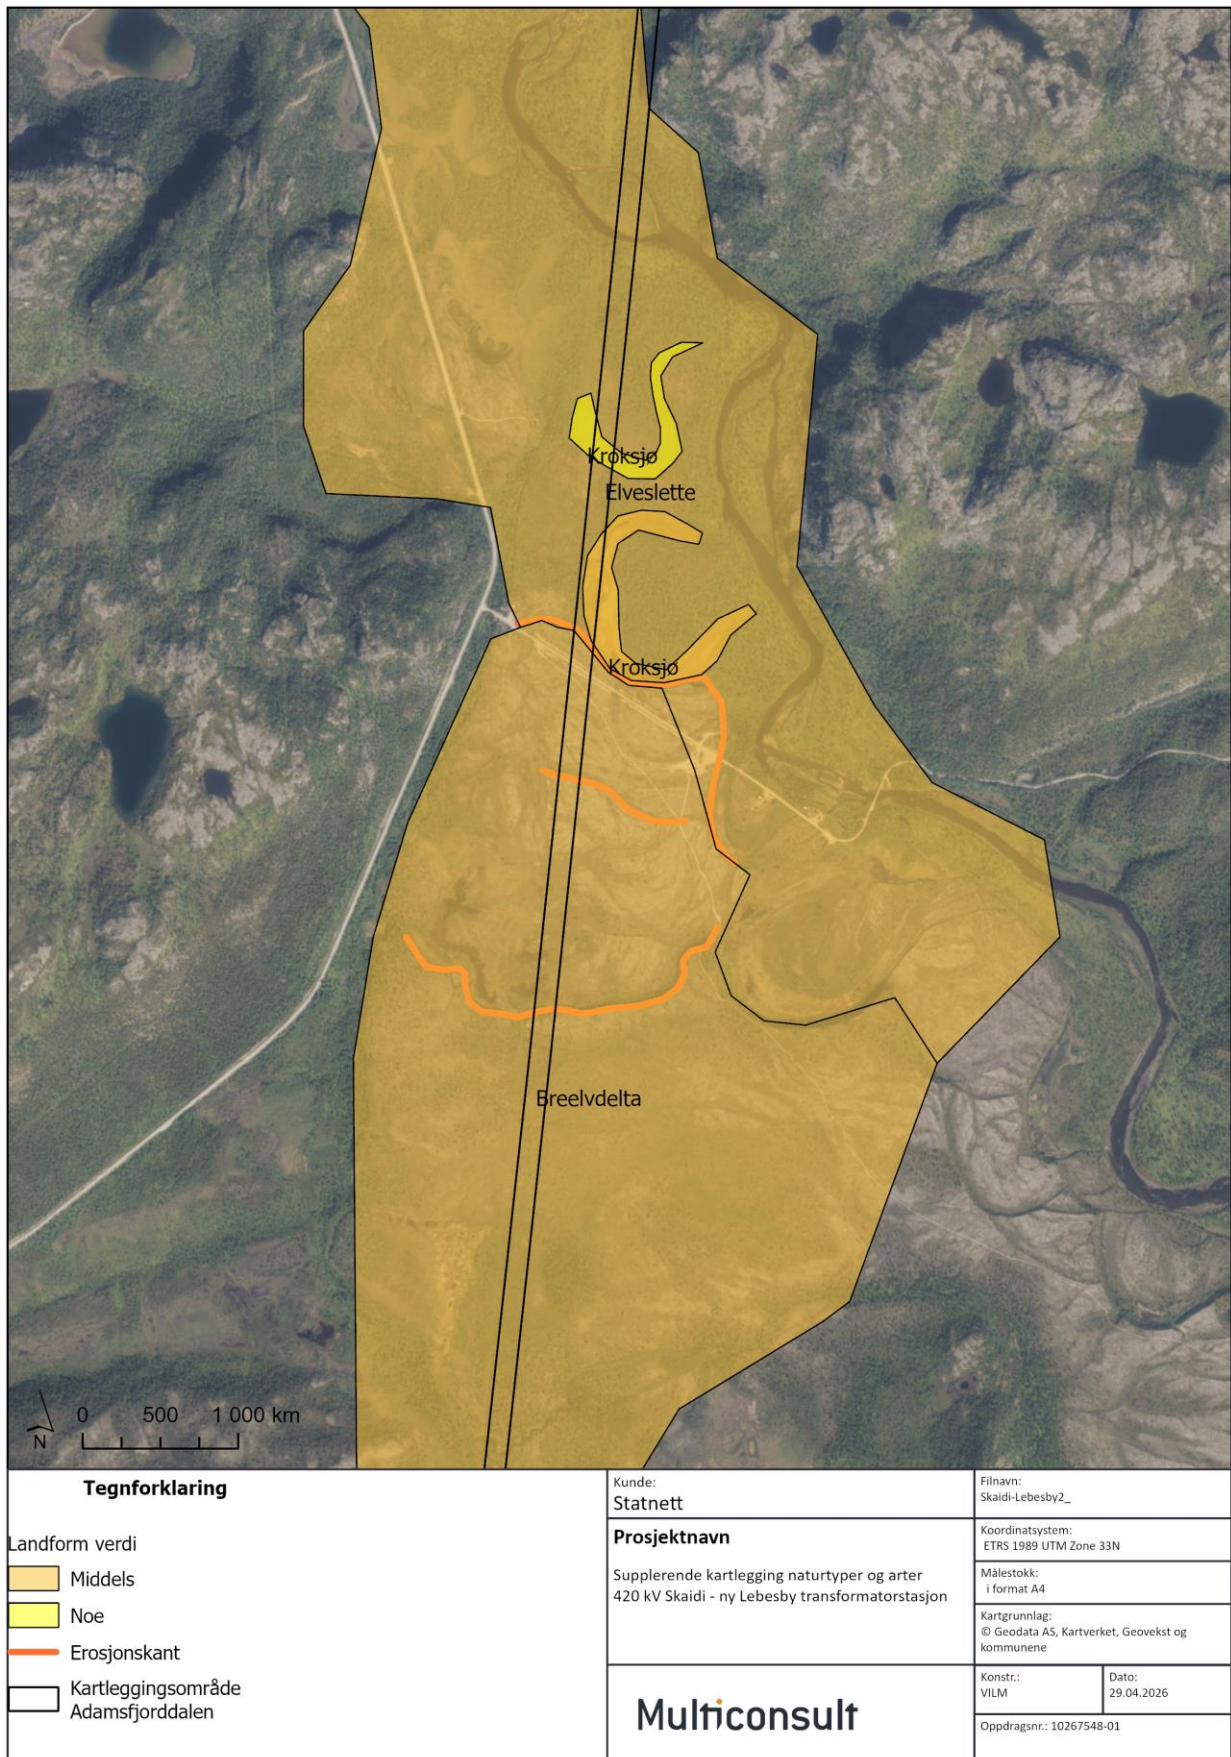 Kroksjø
Elveslette
Kroksjø
Breelvdelta
0 500 1 000 km
N
Tegnforklaring
Landform verdi
Middels
Noe
Erosjonskant
Kartleggingsområde
Adamsfjorddalen
Kunde:
Statnett
Prosjektnavn
Supplerende kartlegging naturtyper og arter
420 kV Skaidi - ny Lebesby transformatorstasjon
Multiconsult
Filnavn:
Skaidi-Lebesby2_
Koordinatsystem:
ETRS 1989 UTM Zone 33N
Målestokk:
i format A4
Kartgrunnlag:
© Geodata AS, Kartverket, Geovekst og
kommunene
Konstr.:
VILM
Dato:
29.04.2026
Oppdragsnr.: 10267548-01